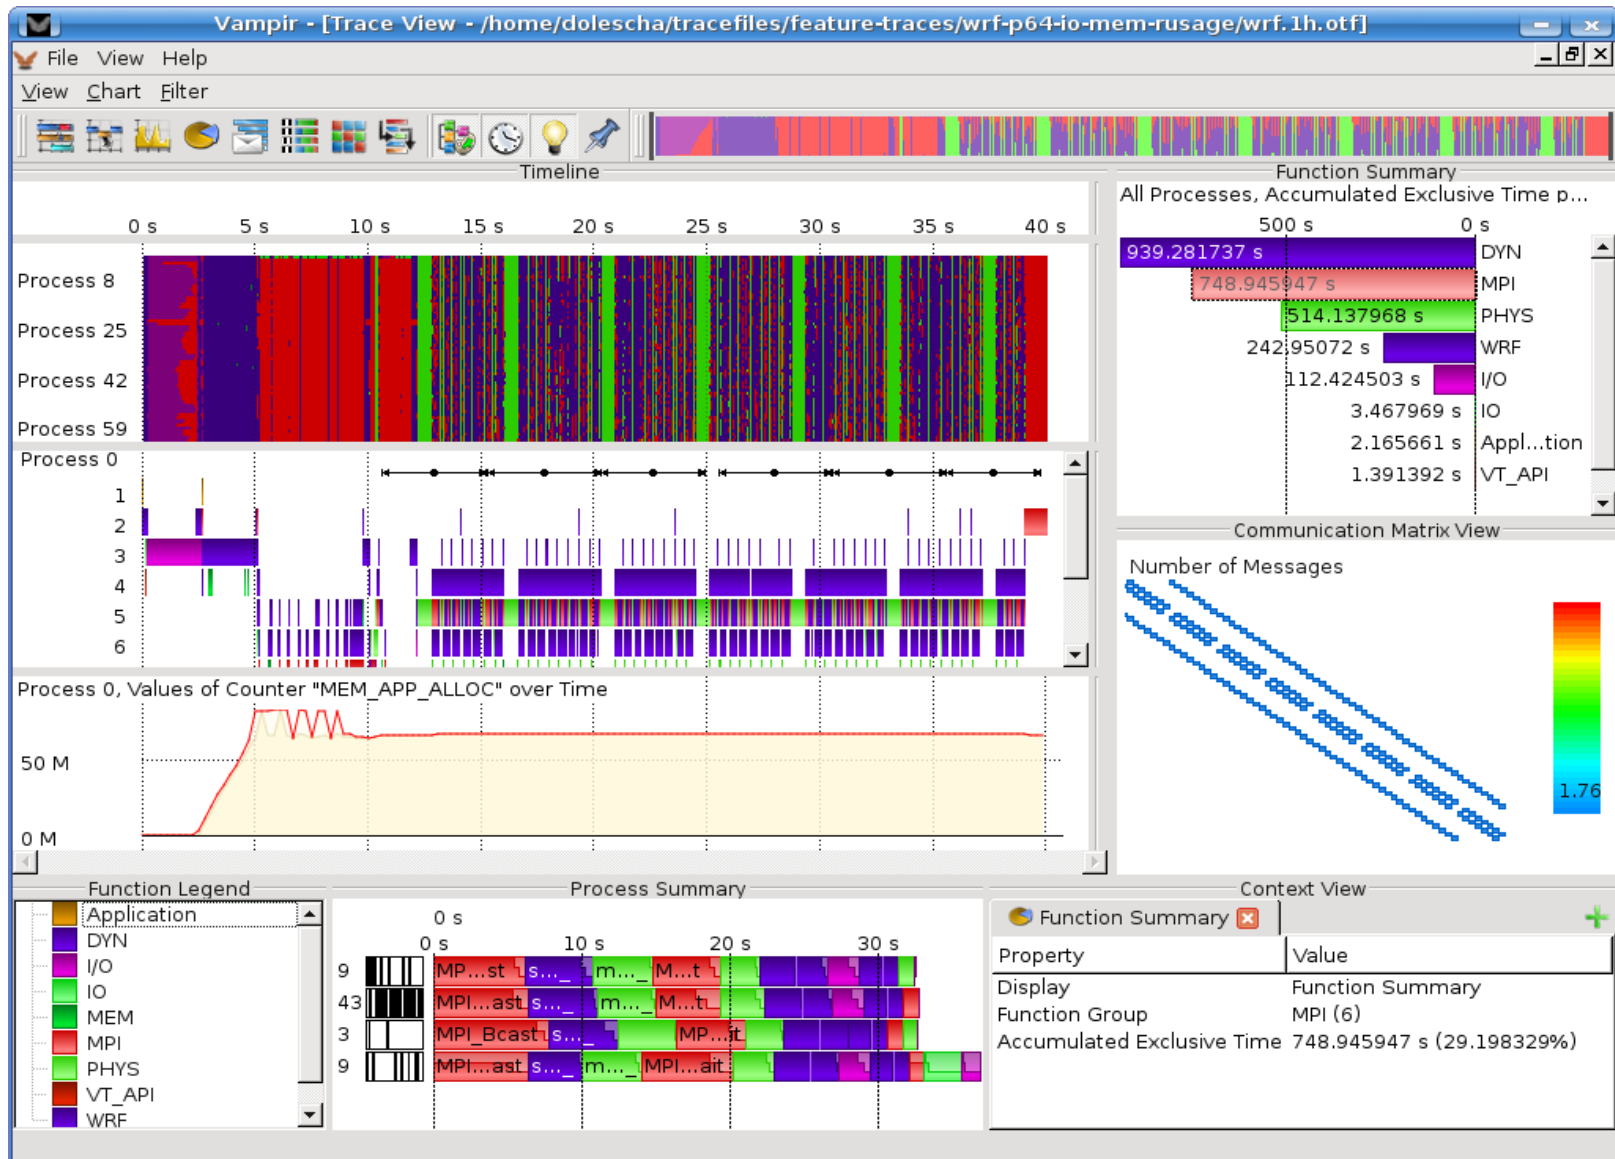 Vampir - [Trace View - /home/dolescha/tracefiles/feature-traces/wrf-p64-io-mem-rusage/wrf.1h.otf]
File View Help
View Chart Filter
Timeline
0 s 5 s 10 s 15 s 20 s 25 s 30 s 35 s 40 s
Process 8
Process 25
Process 42
Process 59
Process 0
1
2
3
4
5
6
Process 0, Values of Counter "MEM_APP_ALLOC" over Time
50 M
0 M
Function Summary
All Processes, Accumulated Exclusive Time p...
500 s 0 s
939.281737 s DYN
748.945947 s MPI
514.137968 s PHYS
242.95072 s WRF
112.424503 s I/O
3.467969 s IO
2.165661 s Appl...tion
1.391392 s VT_API
Communication Matrix View
Number of Messages
1.76
Function Legend
Application
DYN
I/O
IO
MEM
MPI
PHYS
VT_API
WRF
Process Summary
0 s
0 s 10 s 20 s 30 s
9 MP...st s..._ m..._ M...t
43 MPI...ast s..._ m..._ M...t
3 MPI_Bcast s..._ MP...it
9 MPI...ast s..._ m..._ MPI...ait
Context View
Function Summary
Property Value
Display Function Summary
Function Group MPI (6)
Accumulated Exclusive Time 748.945947 s (29.198329%)